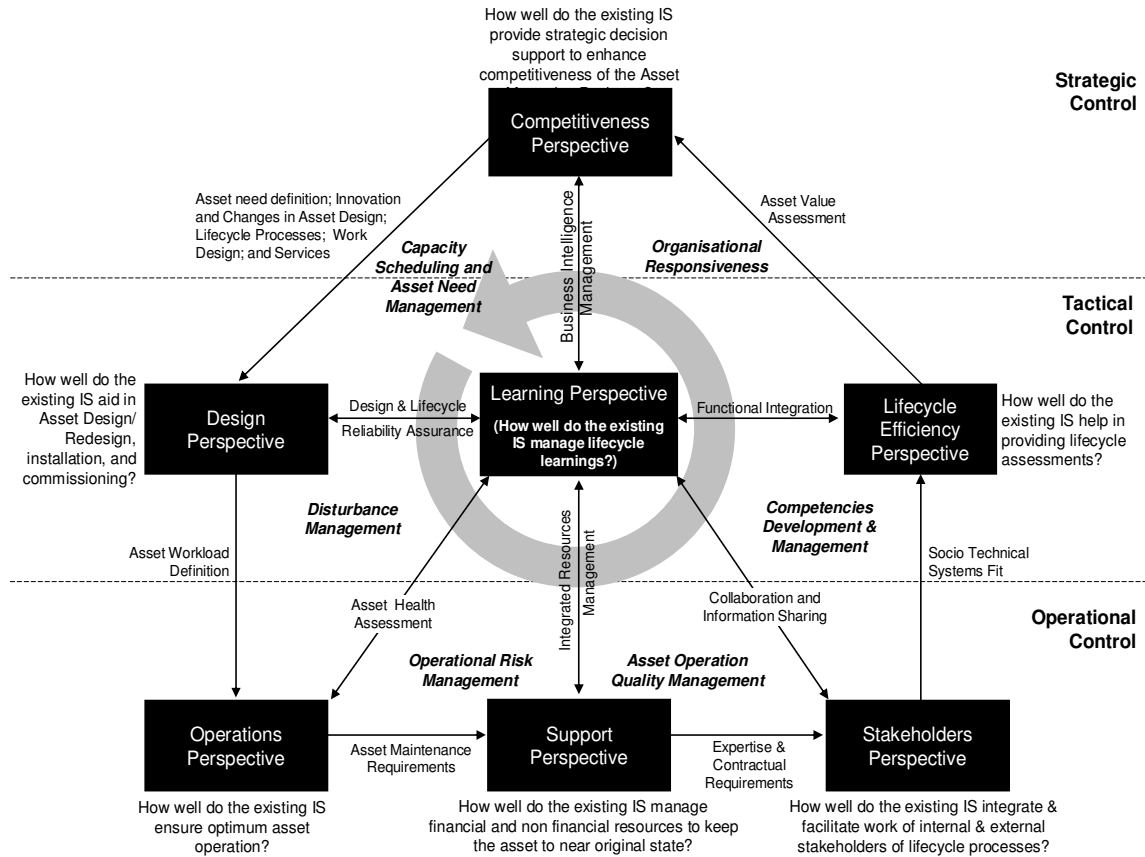 How well do the existing IS
provide strategic decision
support to enhance
competitiveness of the Asset
Strategic
Control
Competitiveness
Perspective
Asset need definition; Innovation
and Changes in Asset Design;
Lifecycle Processes; Work
Design; and Services
Asset Value
Assessment
Capacity
Scheduling and
Asset Need
Management
Business Intelligence
Management
Organisational
Responsiveness
Tactical
Control
How well do the
existing IS aid in
Asset Design/
Redesign,
installation, and
commissioning?
Design
Perspective
Design & Lifecycle
Reliability Assurance
Learning Perspective
(How well do the existing
IS manage lifecycle
learnings?)
Functional Integration
Lifecycle
Efficiency
Perspective
How well do the
existing IS help in
providing lifecycle
assessments?
Disturbance
Management
Competencies
Development &
Management
Asset Workload
Definition
Integrated Resources
Management
Socio Technical
Systems Fit
Asset Health
Assessment
Collaboration and
Information Sharing
Operational
Control
Operational Risk
Management
Asset Operation
Quality Management
Operations
Perspective
Asset Maintenance
Requirements
Support
Perspective
Expertise &
Contractual
Requirements
Stakeholders
Perspective
How well do the existing IS
ensure optimum asset
operation?
How well do the existing IS manage
financial and non financial resources to keep
the asset to near original state?
How well do the existing IS integrate &
facilitate work of internal & external
stakeholders of lifecycle processes?